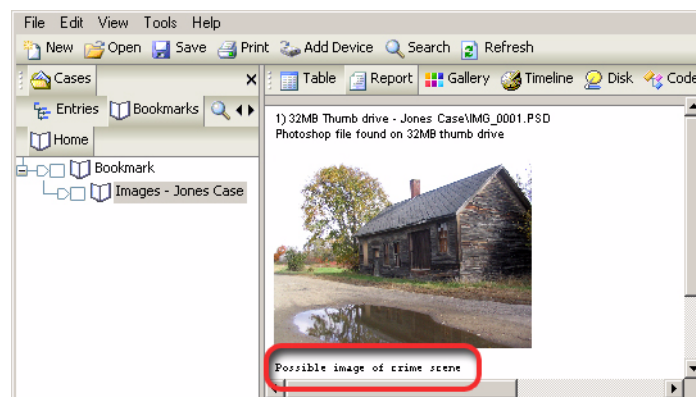 File Edit View Tools Help
New Open Save Print Add Device Search Refresh
Cases
Table Report Gallery Timeline Disk Code
Entries Bookmarks
Home
Bookmark
Images - Jones Case
1) 32MB Thumb drive - Jones Case\IMG_0001.PSD
Photoshop file found on 32MB thumb drive
Possible image of crime scene